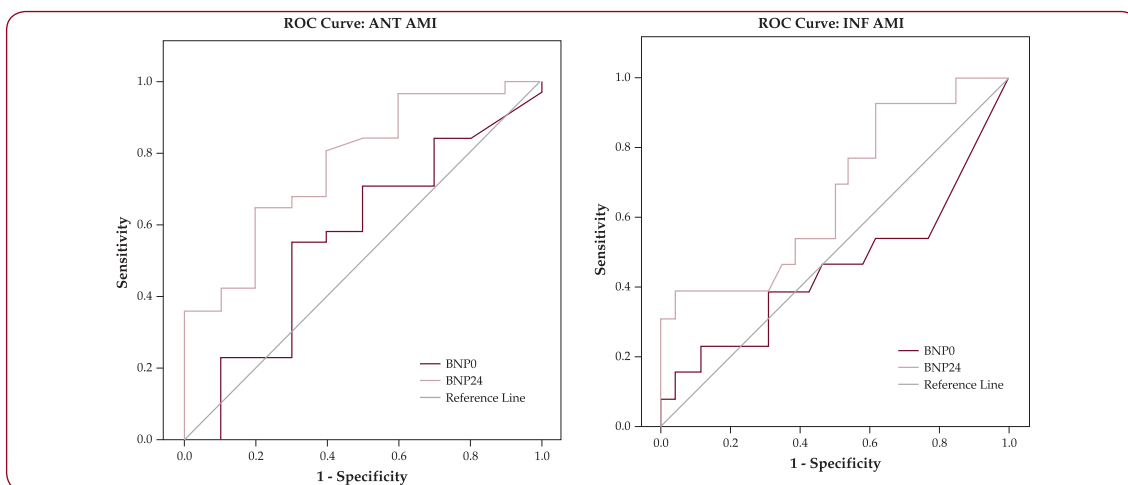 ROC Curve: ANT AMI
1.0
0.8
0.6
0.4
0.2
0.0
Sensitivity
0.0 0.2 0.4 0.6 0.8 1.0
1 - Specificity
BNP0
BNP24
Reference Line
ROC Curve: INF AMI
1.0
0.8
0.6
0.4
0.2
0.0
Sensitivity
0.0 0.2 0.4 0.6 0.8 1.0
1 - Specificity
BNP0
BNP24
Reference Line